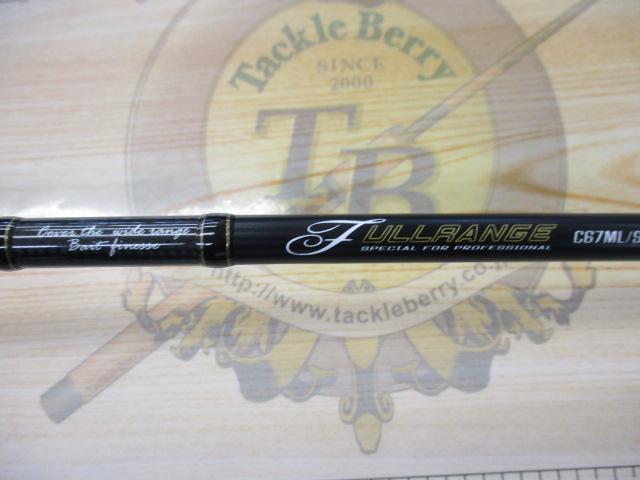 Tackle Berry
SINCE
2000
TB
Cover the wide range
Bait finesse
FULLRANGE
SPECIAL FOR PROFESSIONAL
C67ML/S
http://www.tackleberry.co.jp